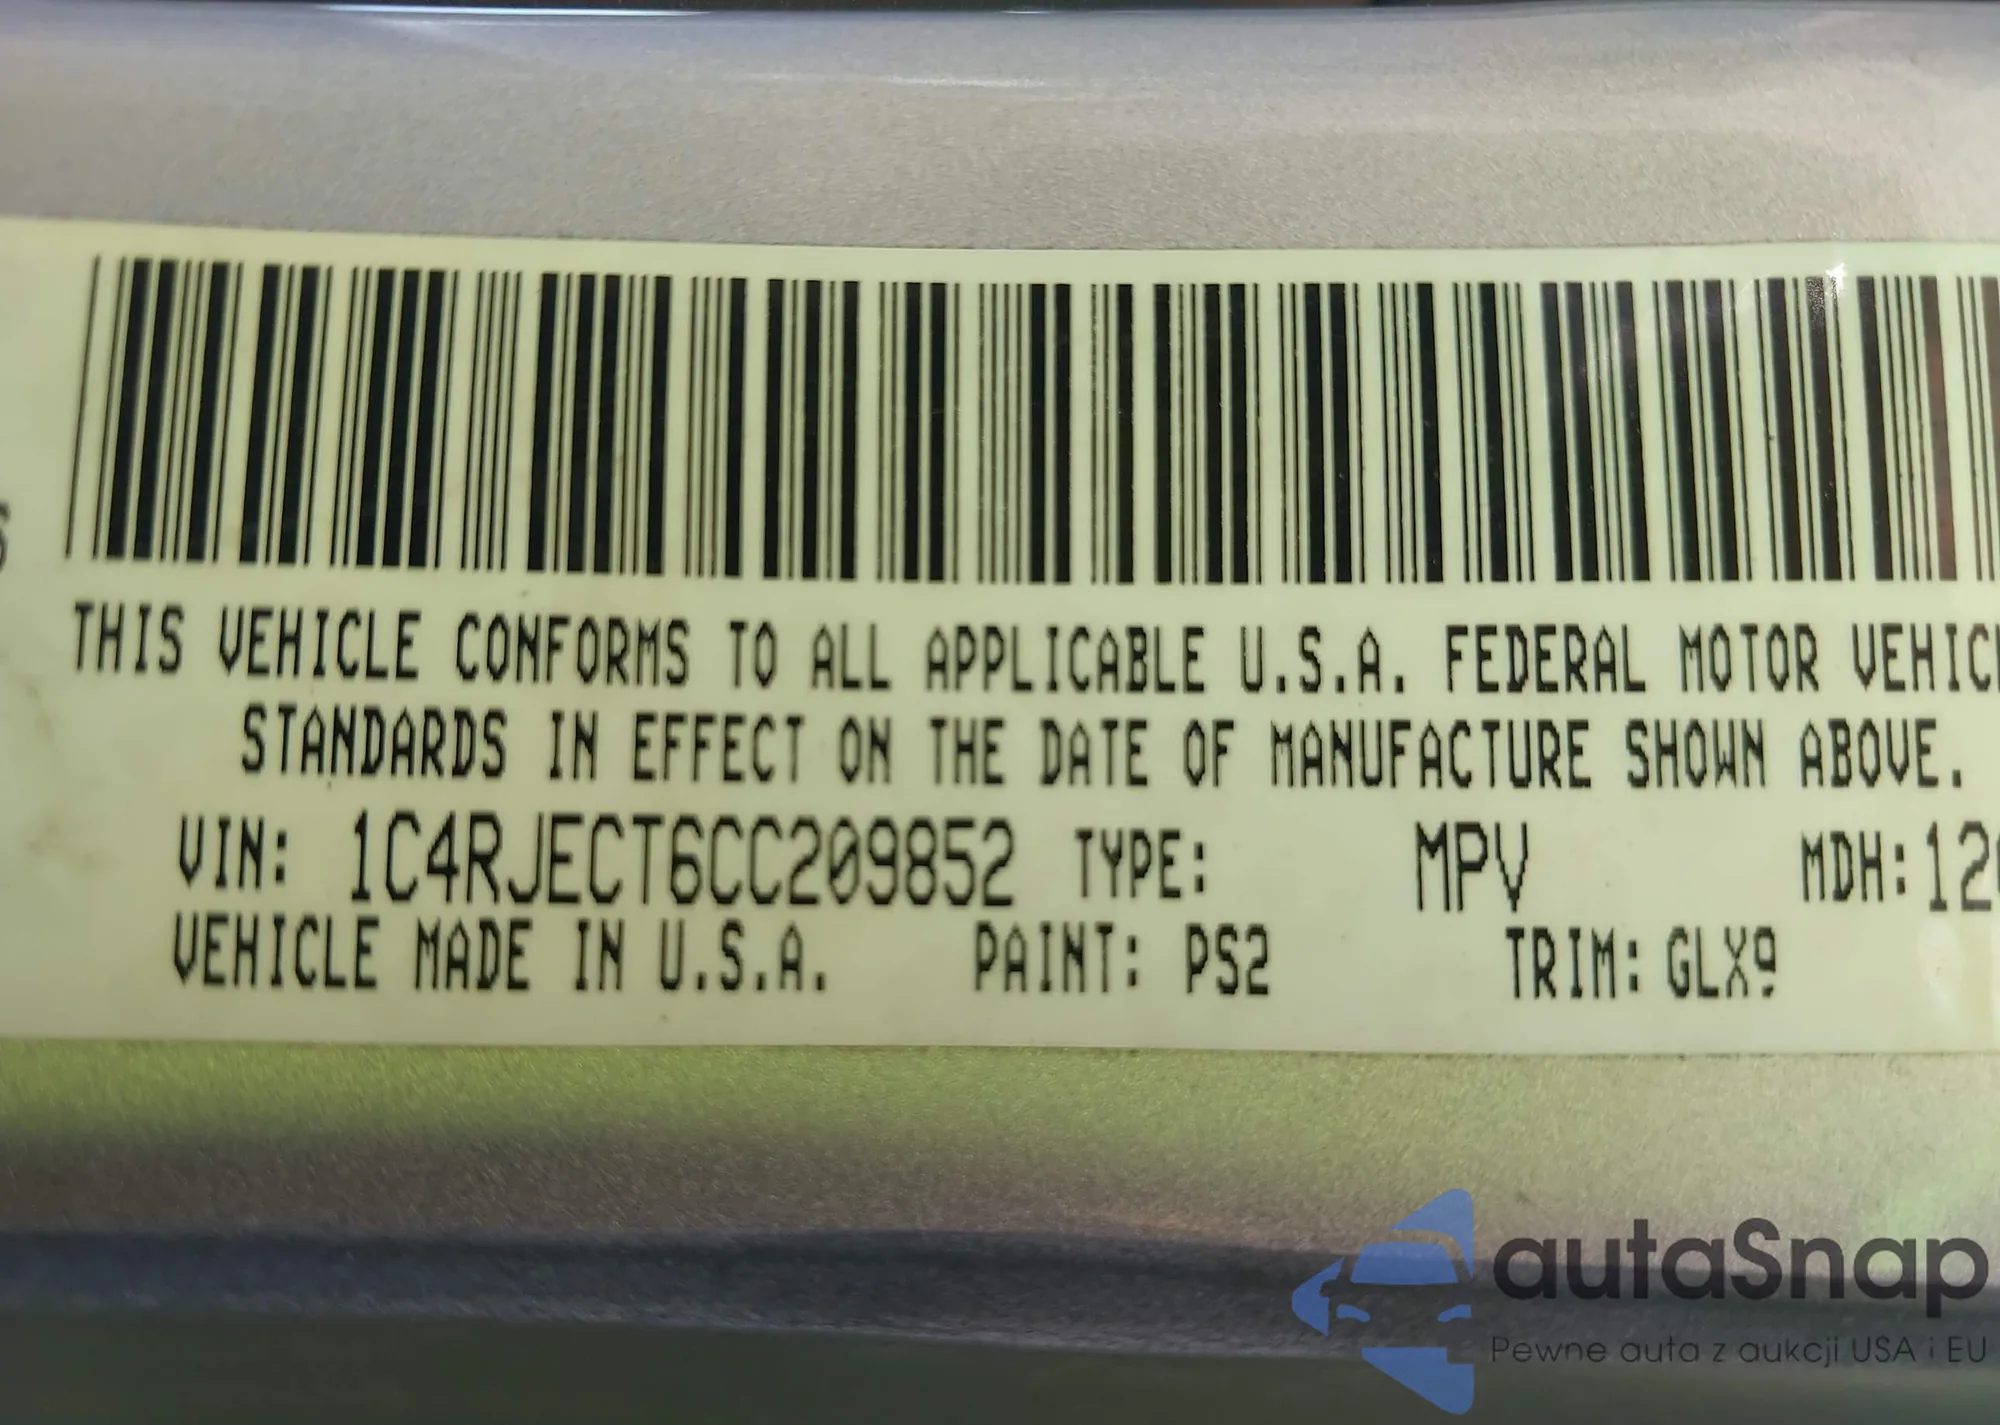 THIS VEHICLE CONFORMS TO ALL APPLICABLE U.S.A. FEDERAL MOTOR VEHIC
STANDARDS IN EFFECT ON THE DATE OF MANUFACTURE SHOWN ABOVE.
VIN: 1C4RJECT6CC209852 TYPE: MPV MDH: 120
VEHICLE MADE IN U.S.A. PAINT: PS2 TRIM: GLX9
autaSnap
Pewne auta z aukcji USA i EU